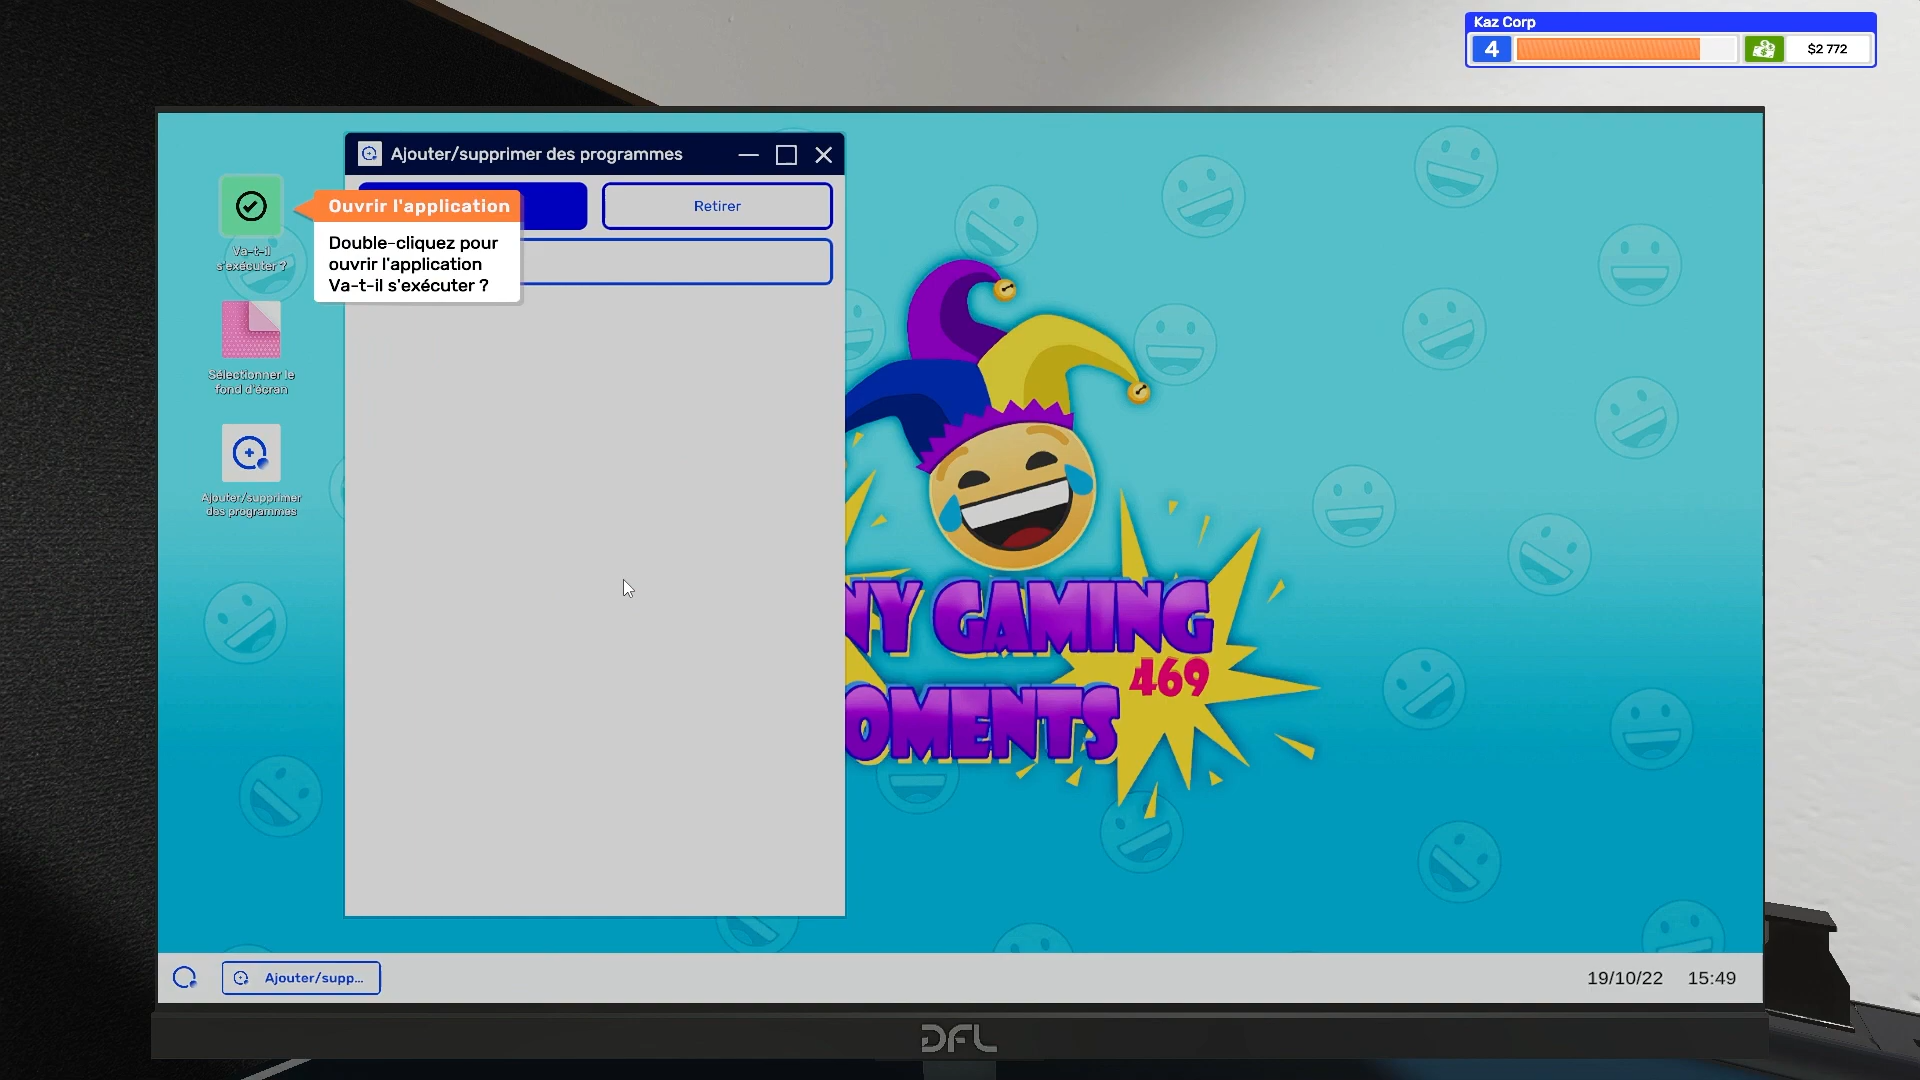 Kaz Corp
4
$2 772
Ajouter/supprimer des programmes
Retirer
Ouvrir l'application
Double-cliquez pour
ouvrir l'application
Va-t-il s'exécuter ?
Va-t-il
s'exécuter ?
Sélectionner le
fond d'écran
Ajouter/supprimer
des programmes
NY GAMING
469
OMENTS
Ajouter/supp...
19/10/22 15:49
DFL